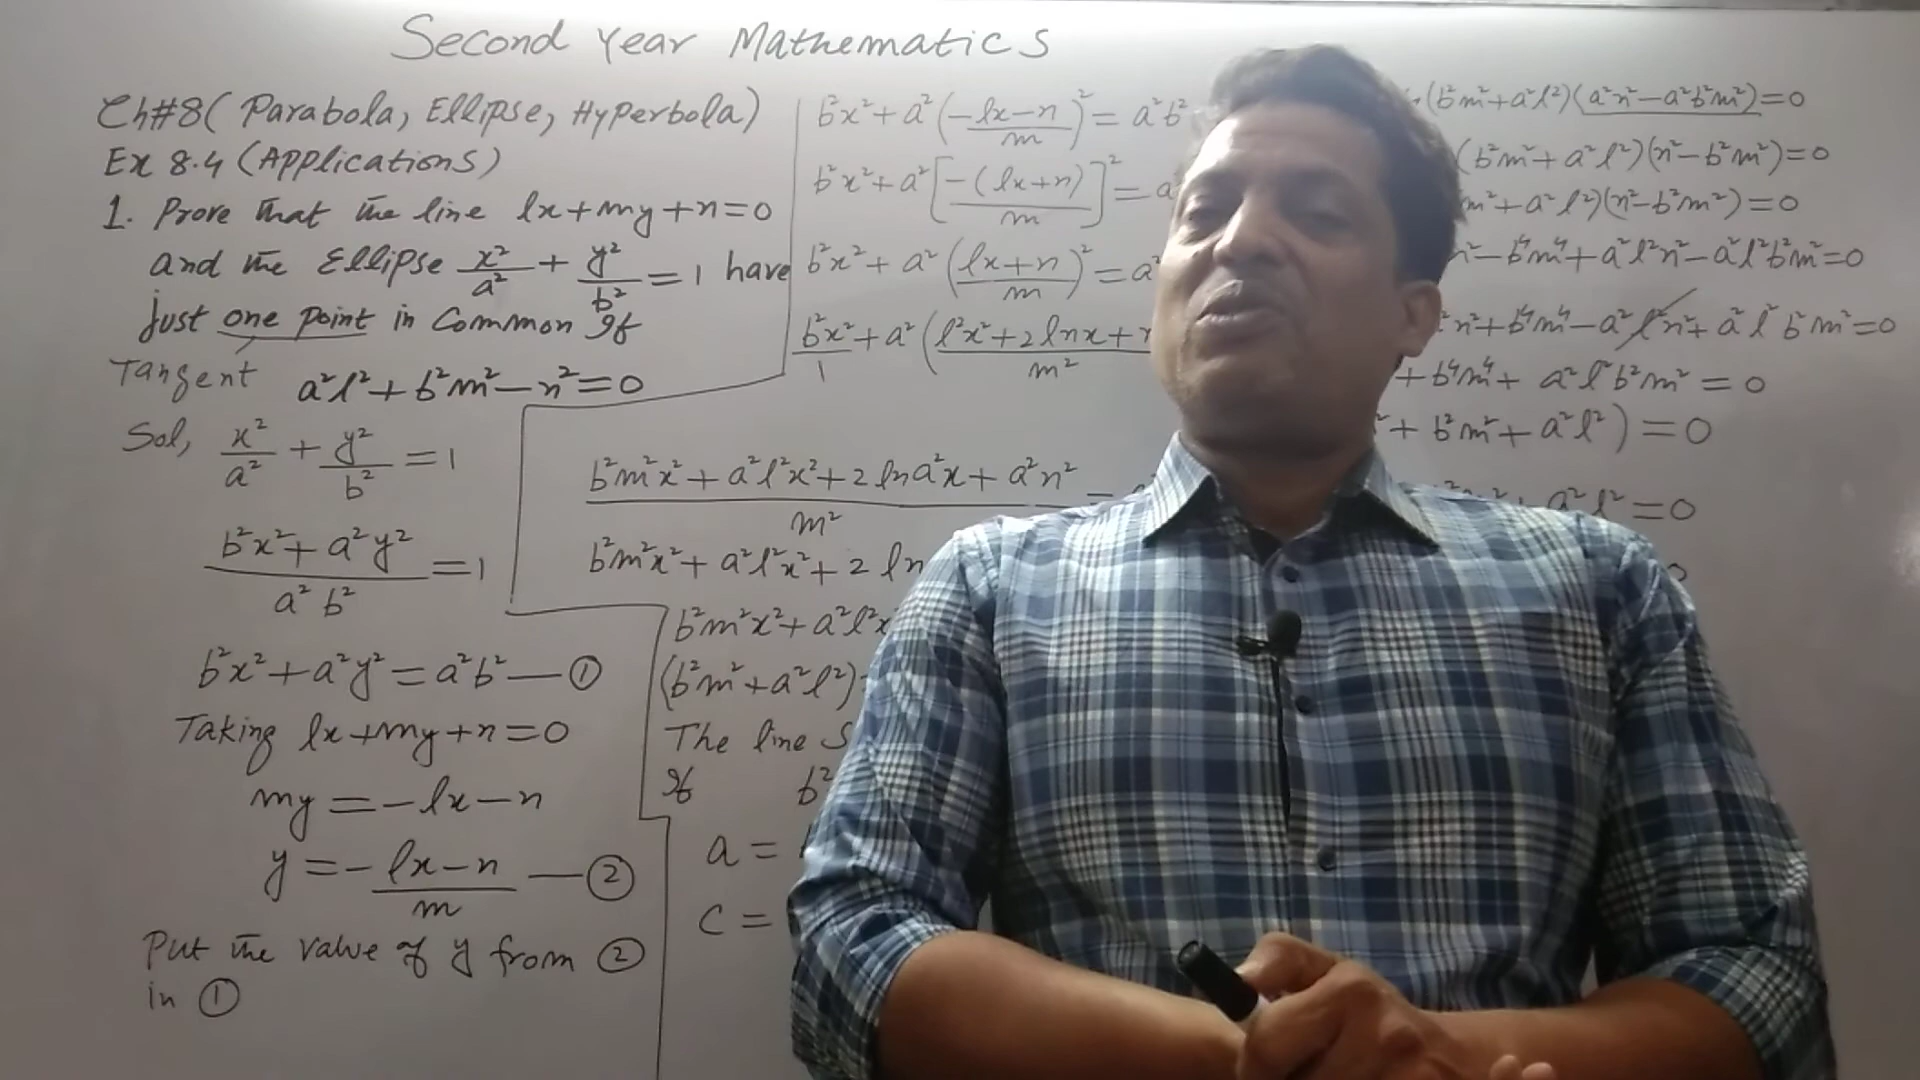 Second Year Mathematics
Ch#8 (Parabola, Ellipse, Hyperbola)
Ex 8.4 (Applications)
1. Prove that the line lx+my+n=0
and the Ellipse x²/a² + y²/b² = 1 have
just one point in Common If
Tangent a²l²+b²m²−n²=0
Sol, x²/a² + y²/b² = 1
(b²x²+a²y²)/(a²b²) = 1
b²x²+a²y²=a²b² — ①
Taking lx+my+n=0
my = −lx−n
y = −(lx−n)/m — ②
Put the value of y from ②
in ①
b²x²+a²((−lx−n)/m)²=a²b²
b²x²+a²[−(lx+n)/m]²=a²
b²x²+a²((lx+n)/m)²=a²
b²x²/1+a²((l²x²+2lnx+n)/m²
(b²m²x²+a²l²x²+2lna²x+a²n²)/m² =
b²m²x²+a²l²x²+2ln
b²m²x²+a²l²x
(b²m²+a²l²)
The line
If b²
a =
c =
(b²m²+a²l²)(a²n²−a²b²m²)=0
(b²m²+a²l²)(n²−b²m²)=0
m²+a²l²)(n²−b²m²)=0
n²−b⁴m⁴+a²l²n²−a²l²b²m²=0
n²+b⁴m⁴−a²l²n²+a²l²b²m²=0
+b⁴m⁴+a²l²b²m²=0
+b²m²+a²l²)=0
a²l²=0